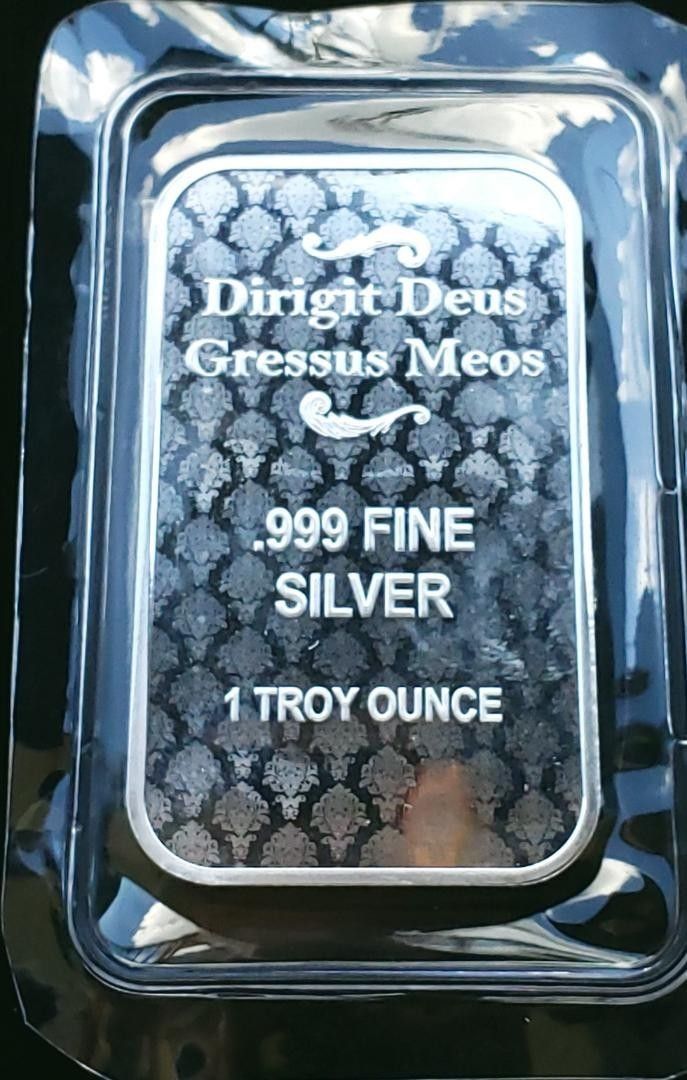 Dirigit Deus
Gressus Meos
.999 FINE
SILVER
1 TROY OUNCE